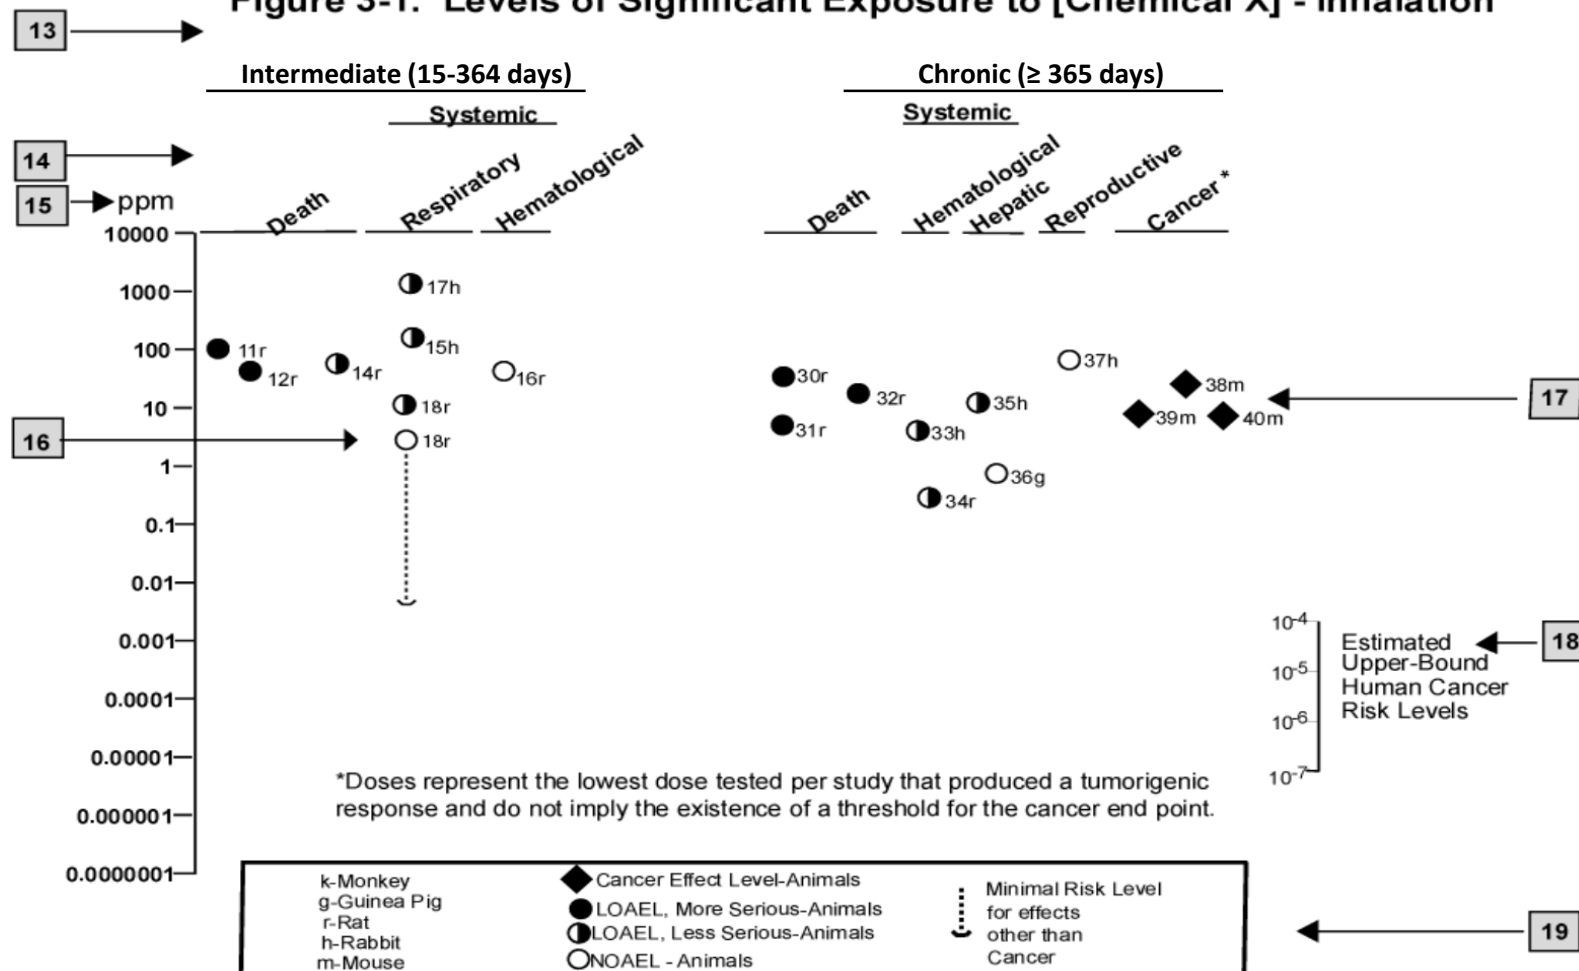 Figure 3-1. Levels of Significant Exposure to [Chemical X] - Inhalation
13
Intermediate (15-364 days)
Chronic (≥ 365 days)
Systemic
Systemic
14
15
ppm
Death
Respiratory
Hematological
Death
Hematological
Hepatic
Reproductive
Cancer*
10000
1000
100
10
1
0.1
0.01
0.001
0.0001
0.00001
0.000001
0.0000001
17h
15h
11r
12r
14r
16r
18r
18r
16
30r
31r
32r
33h
34r
35h
36g
37h
38m
39m
40m
17
10-4
10-5
10-6
10-7
Estimated
Upper-Bound
Human Cancer
Risk Levels
18
*Doses represent the lowest dose tested per study that produced a tumorigenic
response and do not imply the existence of a threshold for the cancer end point.
k-Monkey
g-Guinea Pig
r-Rat
h-Rabbit
m-Mouse
Cancer Effect Level-Animals
LOAEL, More Serious-Animals
LOAEL, Less Serious-Animals
NOAEL - Animals
Minimal Risk Level
for effects
other than
Cancer
19